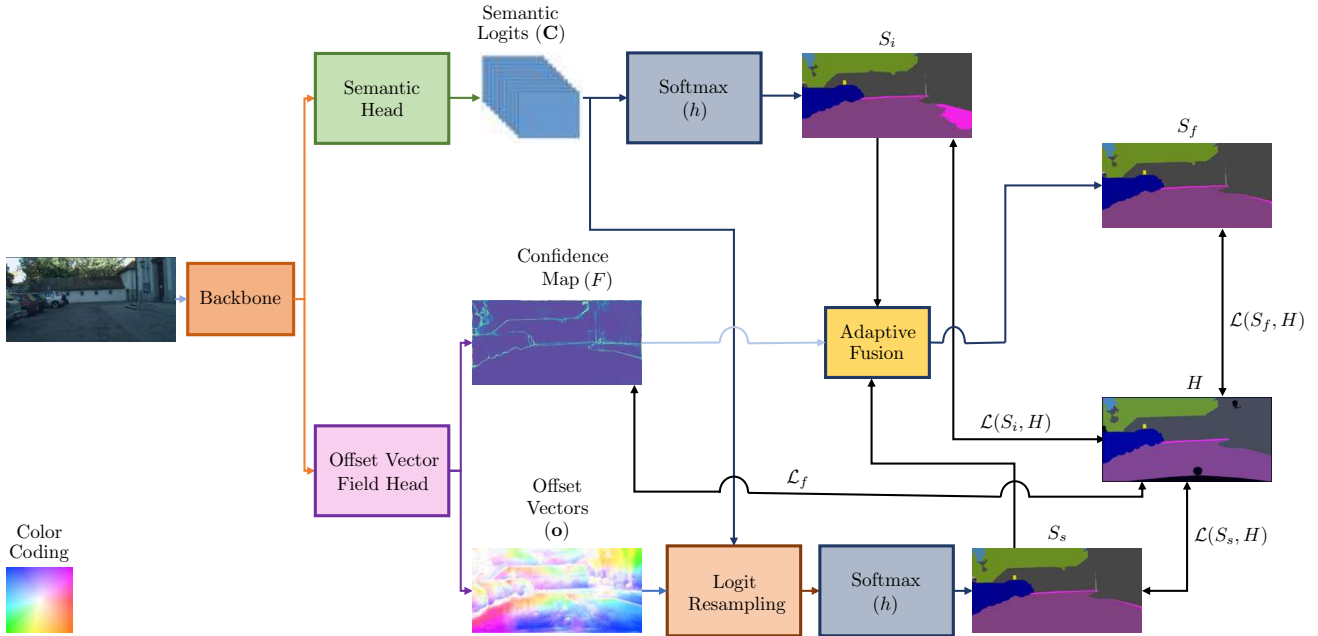 Semantic
Logits (C)
Semantic
Head
Softmax
(h)
S_i
S_f
Backbone
Confidence
Map (F)
Adaptive
Fusion
L(S_f, H)
H
L(S_i, H)
Offset Vector
Field Head
L_f
Offset
Vectors
(o)
Color
Coding
Logit
Resampling
Softmax
(h)
S_s
L(S_s, H)